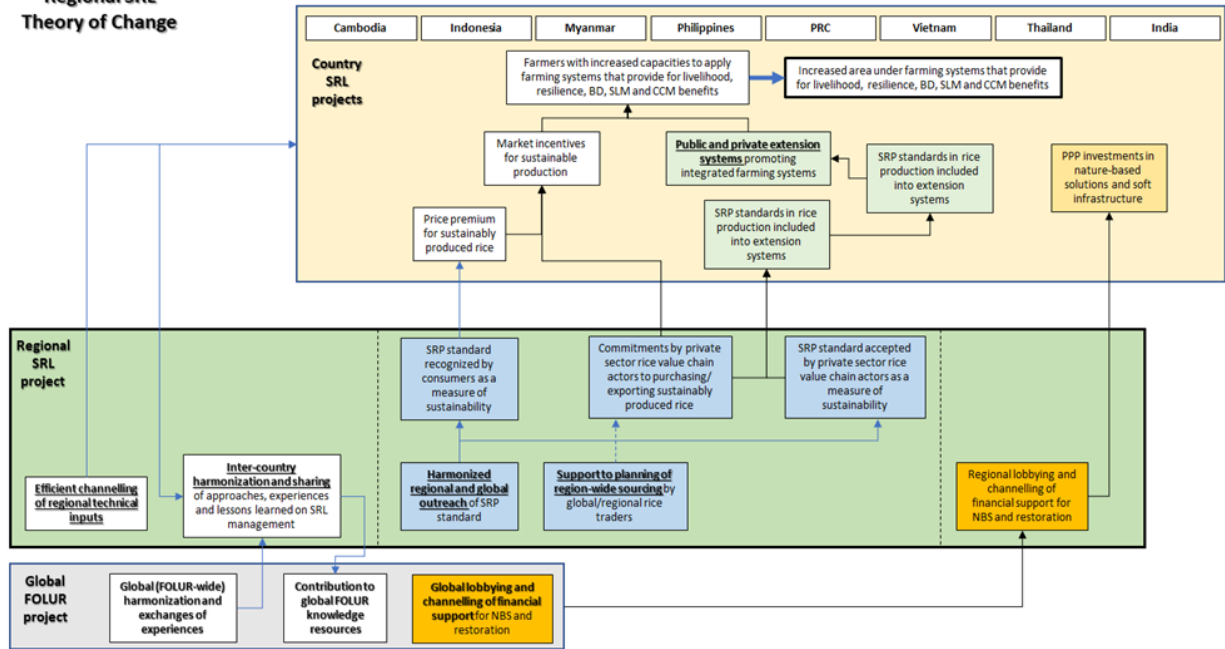 Regional SRL
Theory of Change
Cambodia
Indonesia
Myanmar
Philippines
PRC
Vietnam
Thailand
India
Country
SRL
projects
Farmers with increased capacities to apply
farming systems that provide for livelihood,
resilience, BD, SLM and CCM benefits
Increased area under farming systems that provide
for livelihood, resilience, BD, SLM and CCM
benefits
Market incentives
for sustainable
production
Public and private extension
systems promoting
integrated farming systems
SRP standards in rice
production included
into extension
systems
PPP investments in
nature-based
solutions and soft
infrastructure
Price premium
for sustainably
produced rice
SRP standards in rice
production included
into extension
systems
Regional
SRL
project
SRP standard
recognized by
consumers as a
measure of
sustainability
Commitments by private
sector rice value chain
actors to purchasing/
exporting sustainably
produced rice
SRP standard accepted
by private sector rice
value chain actors as a
measure of
sustainability
Efficient channelling
of regional technical
inputs
Inter-country
harmonization and sharing
of approaches, experiences
and lessons learned on SRL
management
Harmonized
regional and global
outreach of SRP
standard
Support to planning of
region-wide sourcing by
global/regional rice
traders
Regional lobbying and
channelling of
financial support for
NBS and restoration
Global
FOLUR
project
Global (FOLUR-wide)
harmonization and
exchanges of
experiences
Contribution to
global FOLUR
knowledge
resources
Global lobbying and
channelling of financial
support for NBS and
restoration